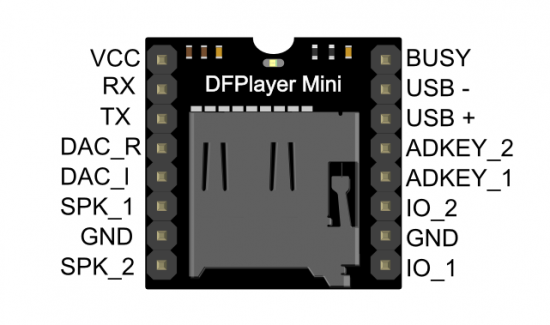 VCC
RX
TX
DAC_R
DAC_I
SPK_1
GND
SPK_2
DFPlayer Mini
BUSY
USB -
USB +
ADKEY_2
ADKEY_1
IO_2
GND
IO_1